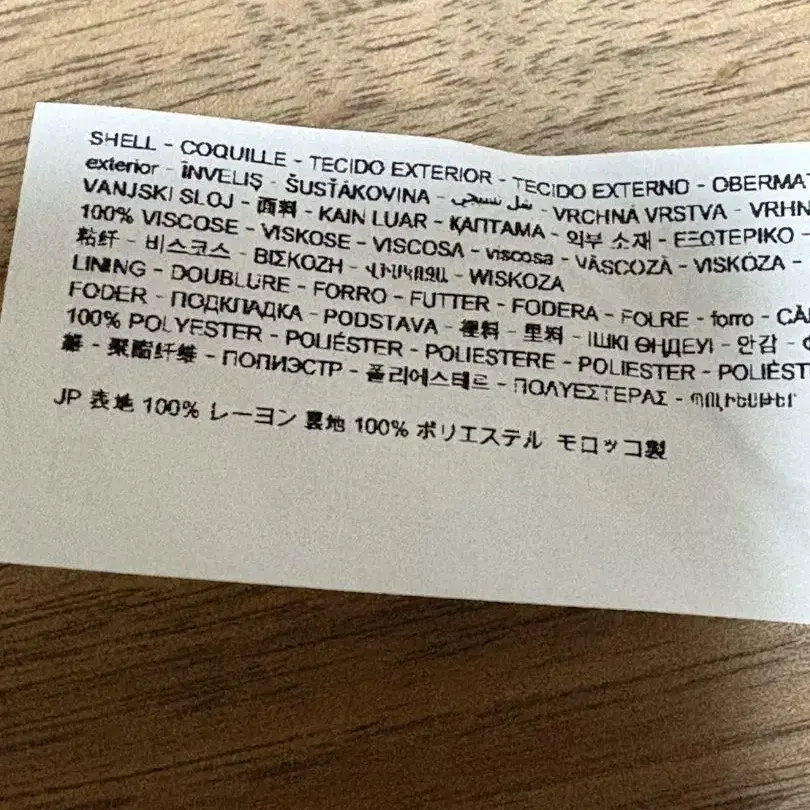 SHELL - COQUILLE - TECIDO EXTERIOR - TECIDO EXTERNO - OBERMAT
exterior - ÎNVELIȘ - - VRCHNÁ VRSTVA - VRHN
VANJSKI SLOJ - 面料 - KAIN LUAR - ҚАПТАМА - 외부 소재 - ΕΞΩΤΕΡΙΚΟ -
100% VISCOSE - VISKOSE - VISCOSA - viscosa - VÂSCOZĂ - VISKÓZA -
粘纤 - 비스코스 - ΒΙΣΚΟΖΗ - - WISKOZA
LINING - DOUBLURE - FORRO - FUTTER - FODERA - FOLRE - forro - CĂ
FODER - ПОДКЛАДКА - PODSTAVA - 裡料 - 里料 - ІШКІ - 안감 -
100% POLYESTER - POLIÉSTER - POLIESTERE - POLIESTER - POLIÉST
維 - 聚酯纤维 - - 폴리에스테르 - ΠΟΛΥΕΣΤΕΡΑΣ -
JP 表地 100% レーヨン 裏地 100% ポリエステル モロッコ製